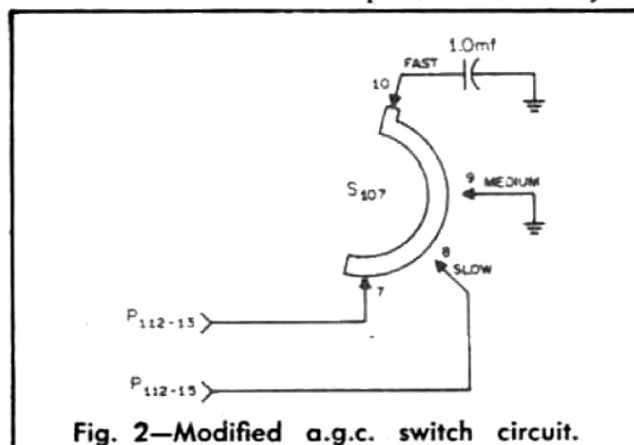 1.0mf
FAST
10
S107
9 MEDIUM
8 SLOW
7
P112-13
P112-15
Fig. 2—Modified a.g.c. switch circuit.